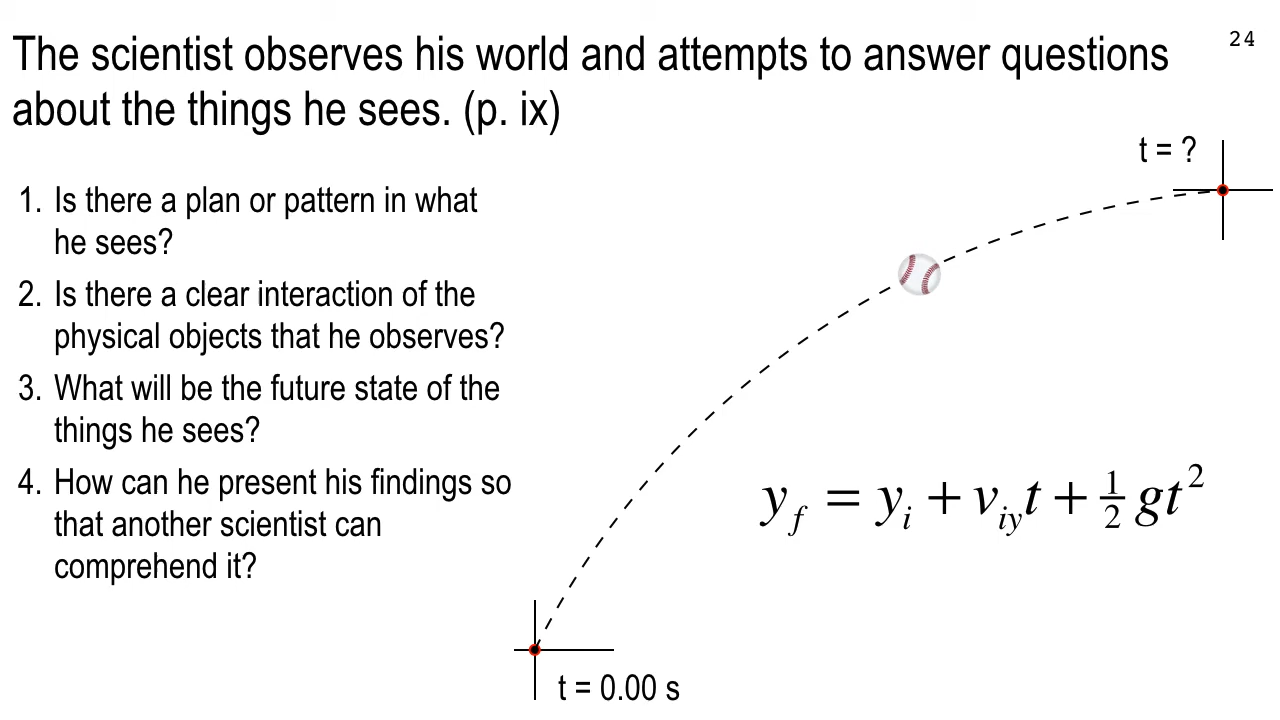 The scientist observes his world and attempts to answer questions
about the things he sees. (p. ix)
24
1. Is there a plan or pattern in what
he sees?
2. Is there a clear interaction of the
physical objects that he observes?
3. What will be the future state of the
things he sees?
4. How can he present his findings so
that another scientist can
comprehend it?
t = ?
y_f = y_i + v_{iy}t + ½ gt²
t = 0.00 s